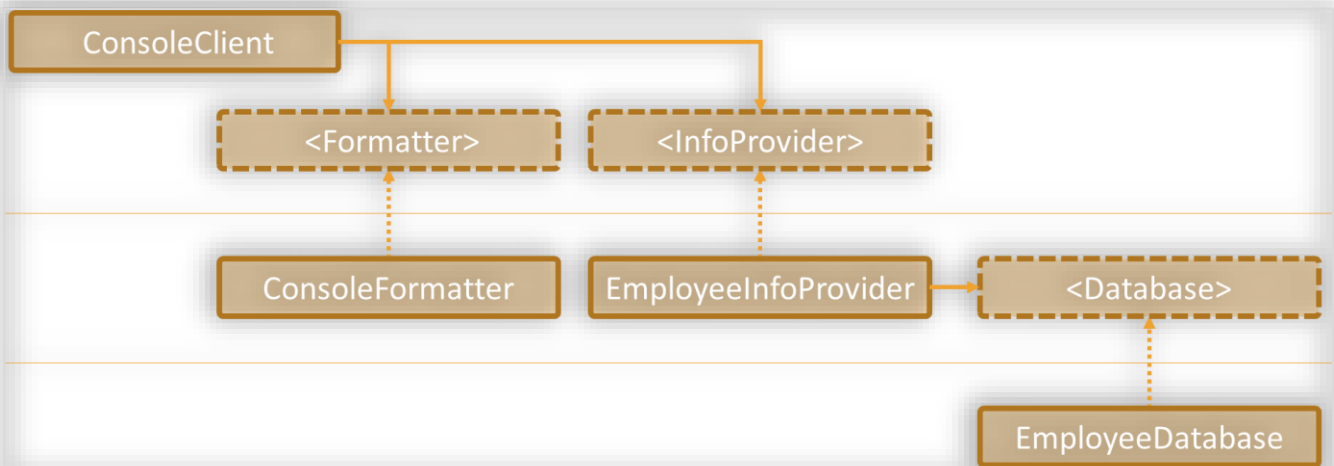 ConsoleClient
<Formatter>
<InfoProvider>
ConsoleFormatter
EmployeeInfoProvider
<Database>
EmployeeDatabase